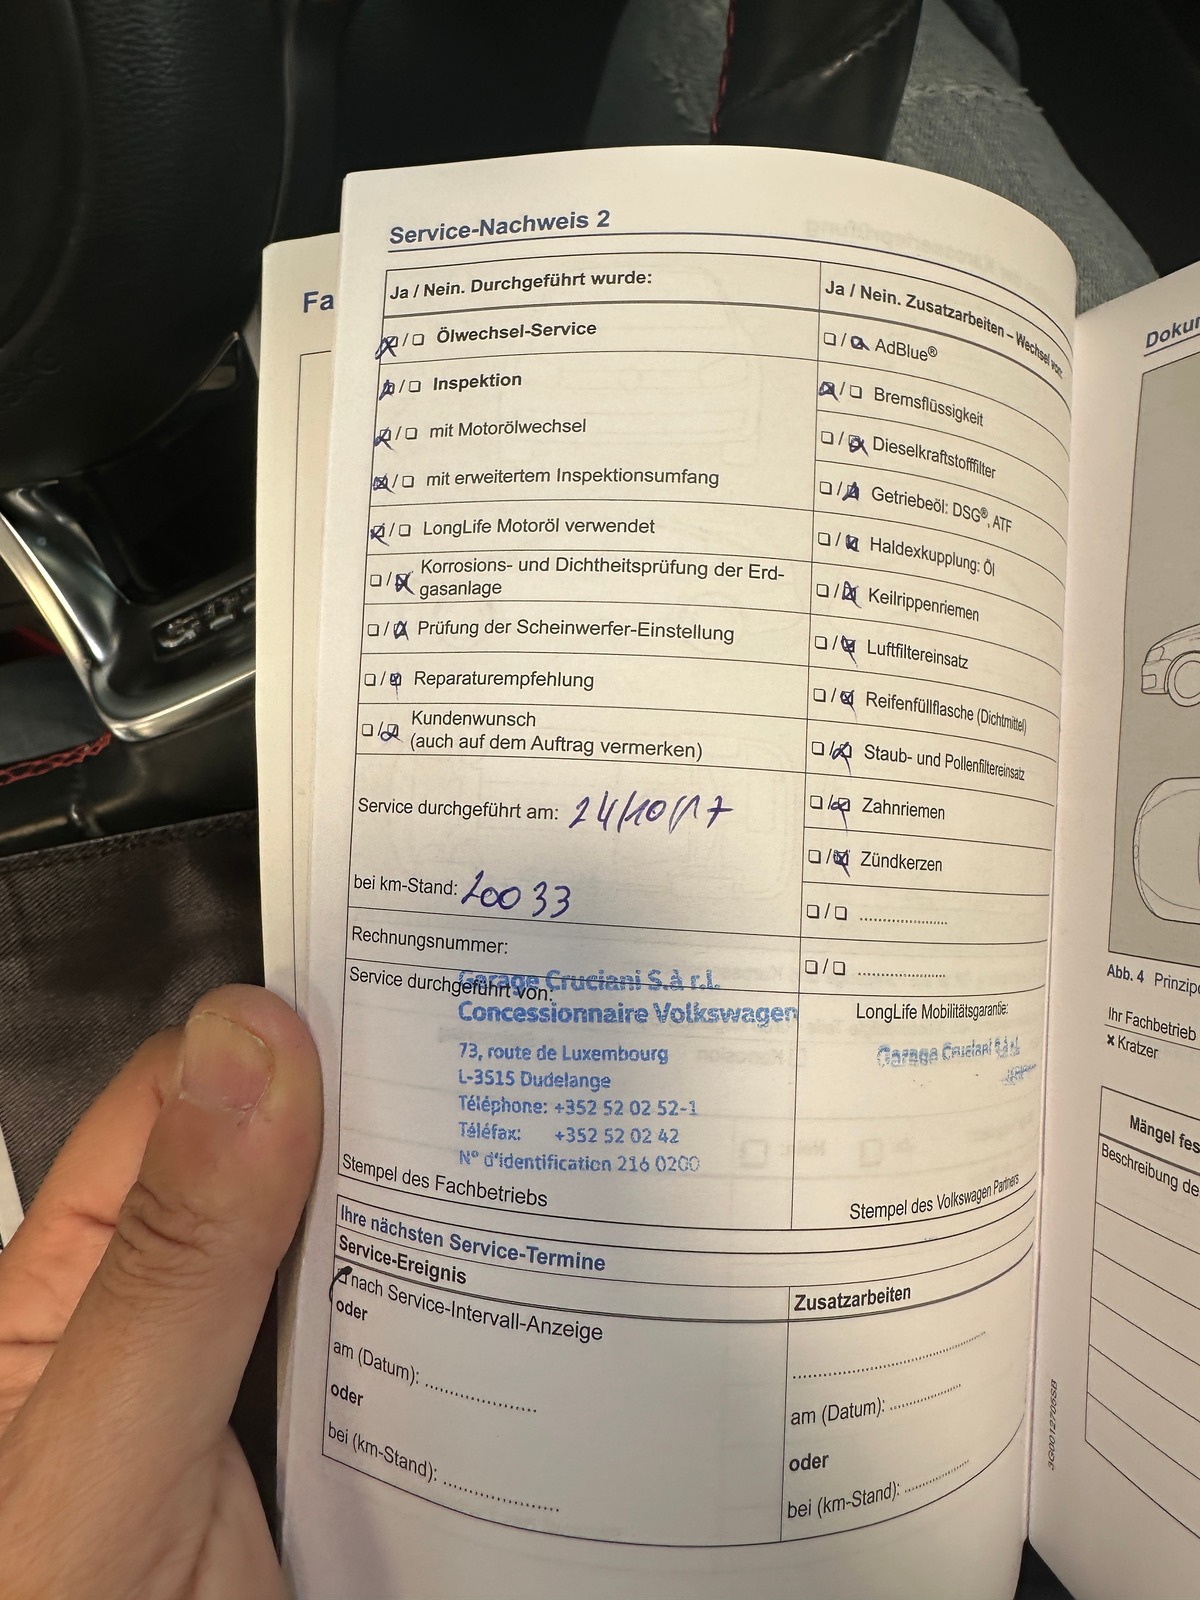 Service-Nachweis 2
Fa
Ja / Nein. Durchgeführt wurde:
☒/☐ Ölwechsel-Service
☒/☐ Inspektion
☒/☐ mit Motorölwechsel
☒/☐ mit erweitertem Inspektionsumfang
☒/☐ LongLife Motoröl verwendet
☐/☒ Korrosions- und Dichtheitsprüfung der Erd-
gasanlage
☐/☒ Prüfung der Scheinwerfer-Einstellung
☐/☒ Reparaturempfehlung
☐/☒ Kundenwunsch
(auch auf dem Auftrag vermerken)
Service durchgeführt am: 24/10/17
bei km-Stand: 20033
Rechnungsnummer:
Service durchgeführt von:
Garage Cruciani S.à r.l.
Concessionnaire Volkswagen
73, route de Luxembourg
L-3515 Dudelange
Téléphone: +352 52 02 52-1
Téléfax: +352 52 02 42
N° d'identification 216 0200
Stempel des Fachbetriebs
Ja / Nein. Zusatzarbeiten – Wechsel von:
☐/☒ AdBlue®
☒/☐ Bremsflüssigkeit
☐/☒ Dieselkraftstofffilter
☐/☒ Getriebeöl: DSG®, ATF
☐/☒ Haldexkupplung: Öl
☐/☒ Keilrippenriemen
☐/☒ Luftfiltereinsatz
☐/☒ Reifenfüllflasche (Dichtmittel)
☐/☒ Staub- und Pollenfiltereinsatz
☐/☒ Zahnriemen
☐/☒ Zündkerzen
☐/☐ ....................
☐/☐ ....................
LongLife Mobilitätsgarantie:
Garage Cruciani S.à r.l.
Stempel des Volkswagen Partners
Ihre nächsten Service-Termine
Service-Ereignis
☐ nach Service-Intervall-Anzeige
oder
am (Datum): ....................
oder
bei (km-Stand): ....................
Zusatzarbeiten
........................................
am (Datum): ..............
oder
bei (km-Stand): ..............
3G0012706SB
Dokum
Abb. 4 Prinzip
Ihr Fachbetrieb
× Kratzer
Mängel fes
Beschreibung de